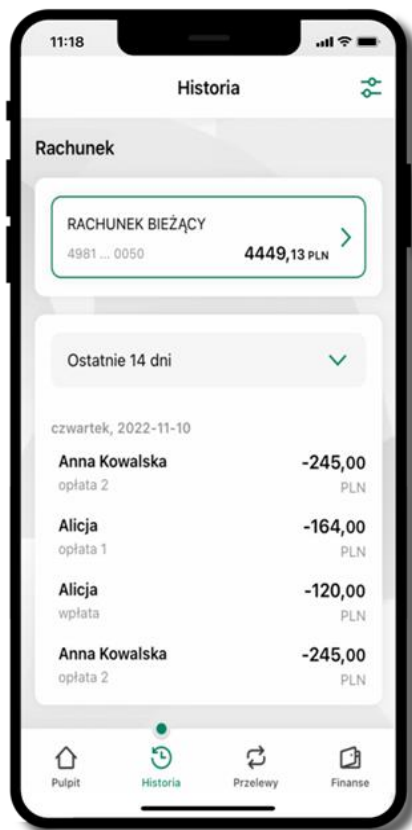 11:18
Historia
Rachunek
RACHUNEK BIEŻĄCY
4981 ... 0050
4449,13 PLN
Ostatnie 14 dni
czwartek, 2022-11-10
Anna Kowalska -245,00
opłata 2 PLN
Alicja -164,00
opłata 1 PLN
Alicja -120,00
wpłata PLN
Anna Kowalska -245,00
opłata 2 PLN
Pulpit Historia Przelewy Finanse